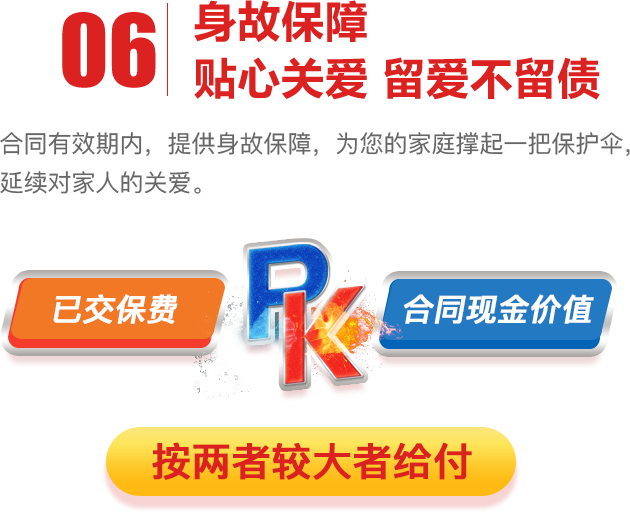 06
身故保障
贴心关爱 留爱不留债
合同有效期内，提供身故保障，为您的家庭撑起一把保护伞，
延续对家人的关爱。
已交保费
PK
合同现金价值
按两者较大者给付